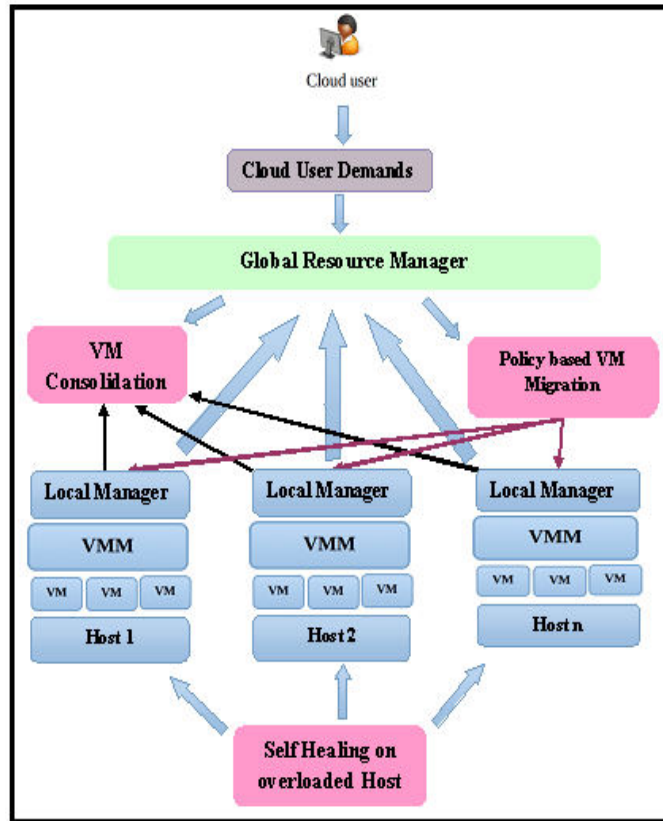 Cloud user
Cloud User Demands
Global Resource Manager
VM
Consolidation
Policy based VM
Migration
Local Manager
Local Manager
Local Manager
VMM
VMM
VMM
VM VM VM
VM VM VM
VM VM VM
Host 1
Host 2
Host n
Self Healing on
overloaded Host